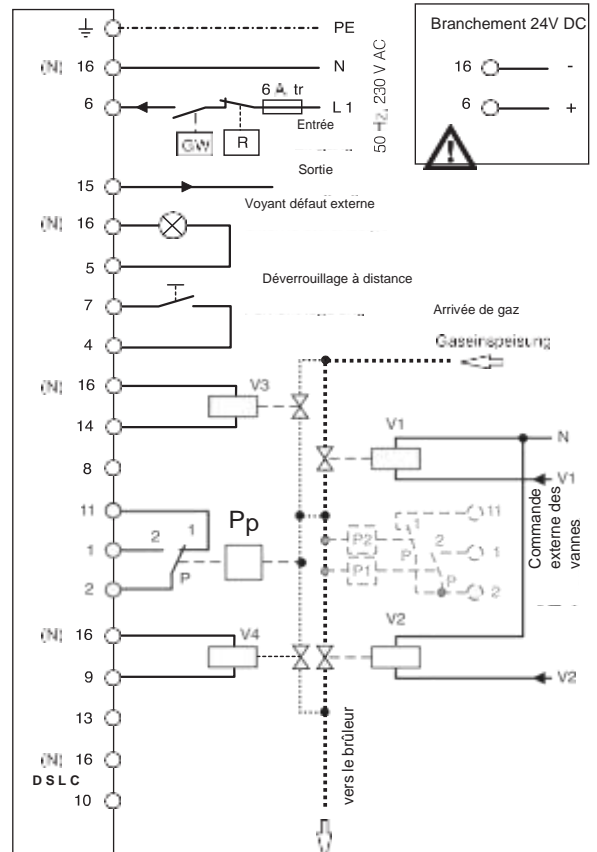 PE
(N) 16 N
6 6 A, tr L 1
GW R Entrée
50 Hz, 230 V AC
Branchement 24V DC
16 -
6 +
Sortie
15
Voyant défaut externe
(N) 16
5
Déverrouillage à distance
7
4
Arrivée de gaz
Gaseinspeisung
(N) 16 V3
14
V1 N
8 V1
Commande externe des vannes
11
1 2 1 Pp
2 P
P2 1 11
P 2 1
P1 P 2
(N) 16 V4 V2
9 V2
13
vers le brûleur
(N) 16
D S L C
10